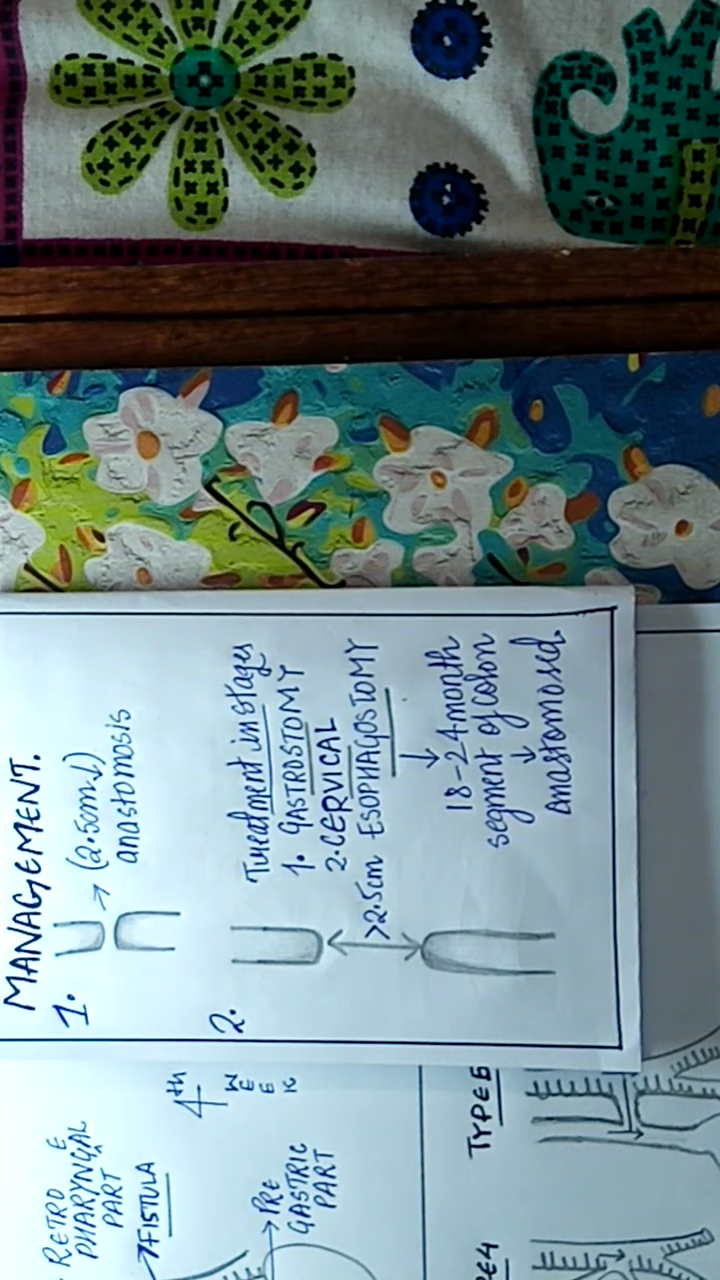 MANAGEMENT.
1. → (2.5cm↓)
anastomosis
2. Treatment in stages
1. GASTROSTOMY
2. CERVICAL
>2.5cm ESOPHAGOSTOMY
↓
18-24 month
segment of colon
↓
anastomosed.
RETRO
PHARYNGEAL
PART
→FISTULA
4th
WEEK
→PRE
GASTRIC
PART
TYPE 5